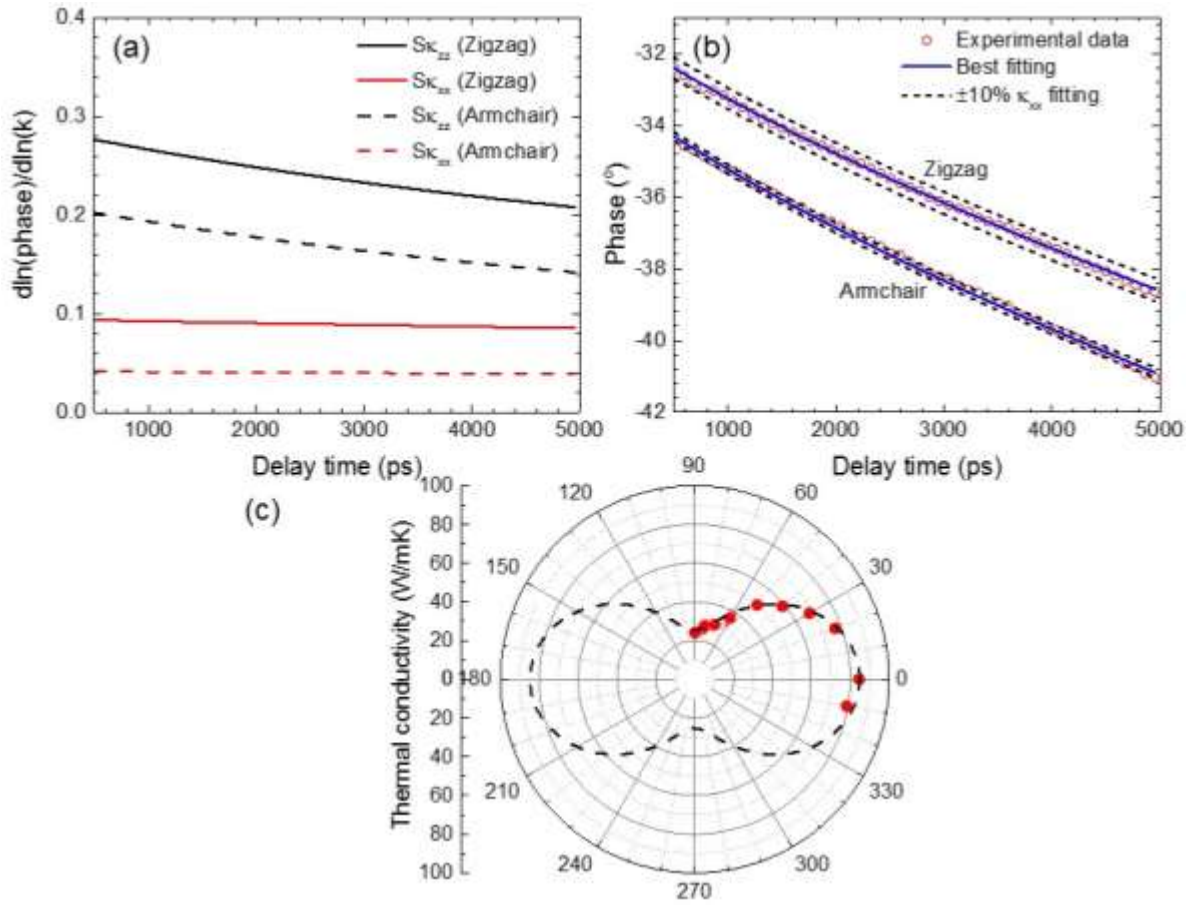 (a)
Sκzz (Zigzag)
Sκxx (Zigzag)
Sκzz (Armchair)
Sκxx (Armchair)
dln(phase)/dln(k)
0.4
0.3
0.2
0.1
0.0
1000 2000 3000 4000 5000
Delay time (ps)
(b)
Experimental data
Best fitting
±10% κxx fitting
Zigzag
Armchair
Phase (°)
-32
-34
-36
-38
-40
-42
1000 2000 3000 4000 5000
Delay time (ps)
(c)
Thermal conductivity (W/mK)
100
80
60
40
20
0
20
40
60
80
100
90
60
30
0
330
300
270
240
210
180
150
120